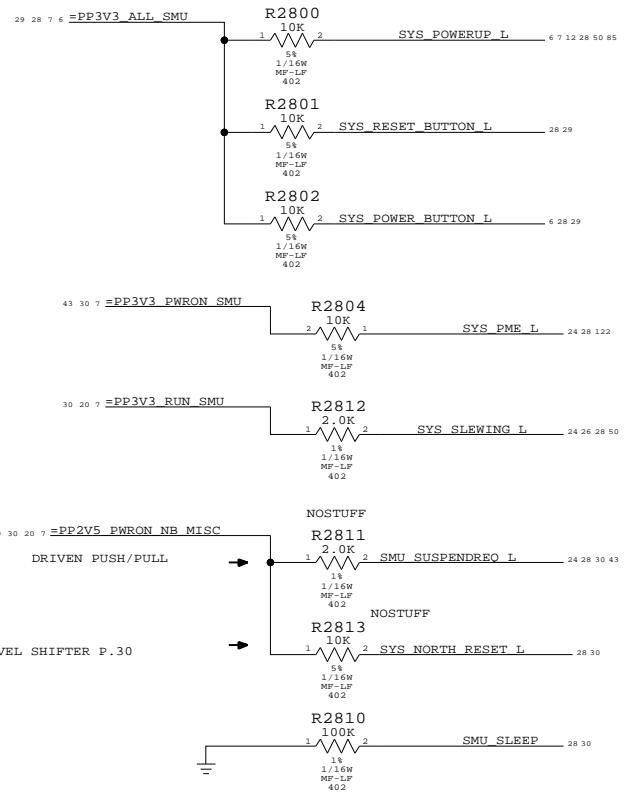 29 28 7 6 =PP3V3_ALL_SMU
R2800
10K
1 2 SYS_POWERUP_L 6 7 12 28 50 85
5%
1/16W
MF-LF
402
R2801
10K
1 2 SYS_RESET_BUTTON_L 28 29
5%
1/16W
MF-LF
402
R2802
10K
1 2 SYS_POWER_BUTTON_L 6 28 29
5%
1/16W
MF-LF
402
43 30 7 =PP3V3_PWRON_SMU
R2804
10K
2 1 SYS_PME_L 24 28 122
5%
1/16W
MF-LF
402
30 20 7 =PP3V3_RUN_SMU
R2812
2.0K
1 2 SYS_SLEWING_L 24 26 28 50
1%
1/16W
MF-LF
402
NOSTUFF
30 20 7 =PP2V5_PWRON_NB_MISC
R2811
2.0K
DRIVEN PUSH/PULL
1 2 SMU_SUSPENDREQ_L 24 28 30 43
1%
1/16W
MF-LF
402
NOSTUFF
R2813
10K
VEL SHIFTER P.30
1 2 SYS_NORTH_RESET_L 28 30
5%
1/16W
MF-LF
402
R2810
100K
1 2 SMU_SLEEP 28 30
1%
1/16W
MF-LF
402